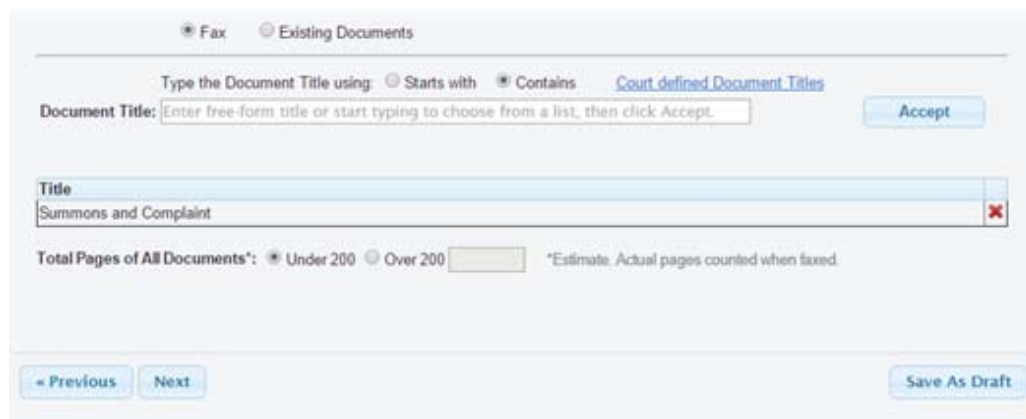 Fax Existing Documents
Type the Document Title using: Starts with Contains Court defined Document Titles
Document Title: Enter free-form title or start typing to choose from a list, then click Accept. Accept
Title
Summons and Complaint
Total Pages of All Documents*: Under 200 Over 200 *Estimate. Actual pages counted when faxed.
« Previous Next Save As Draft